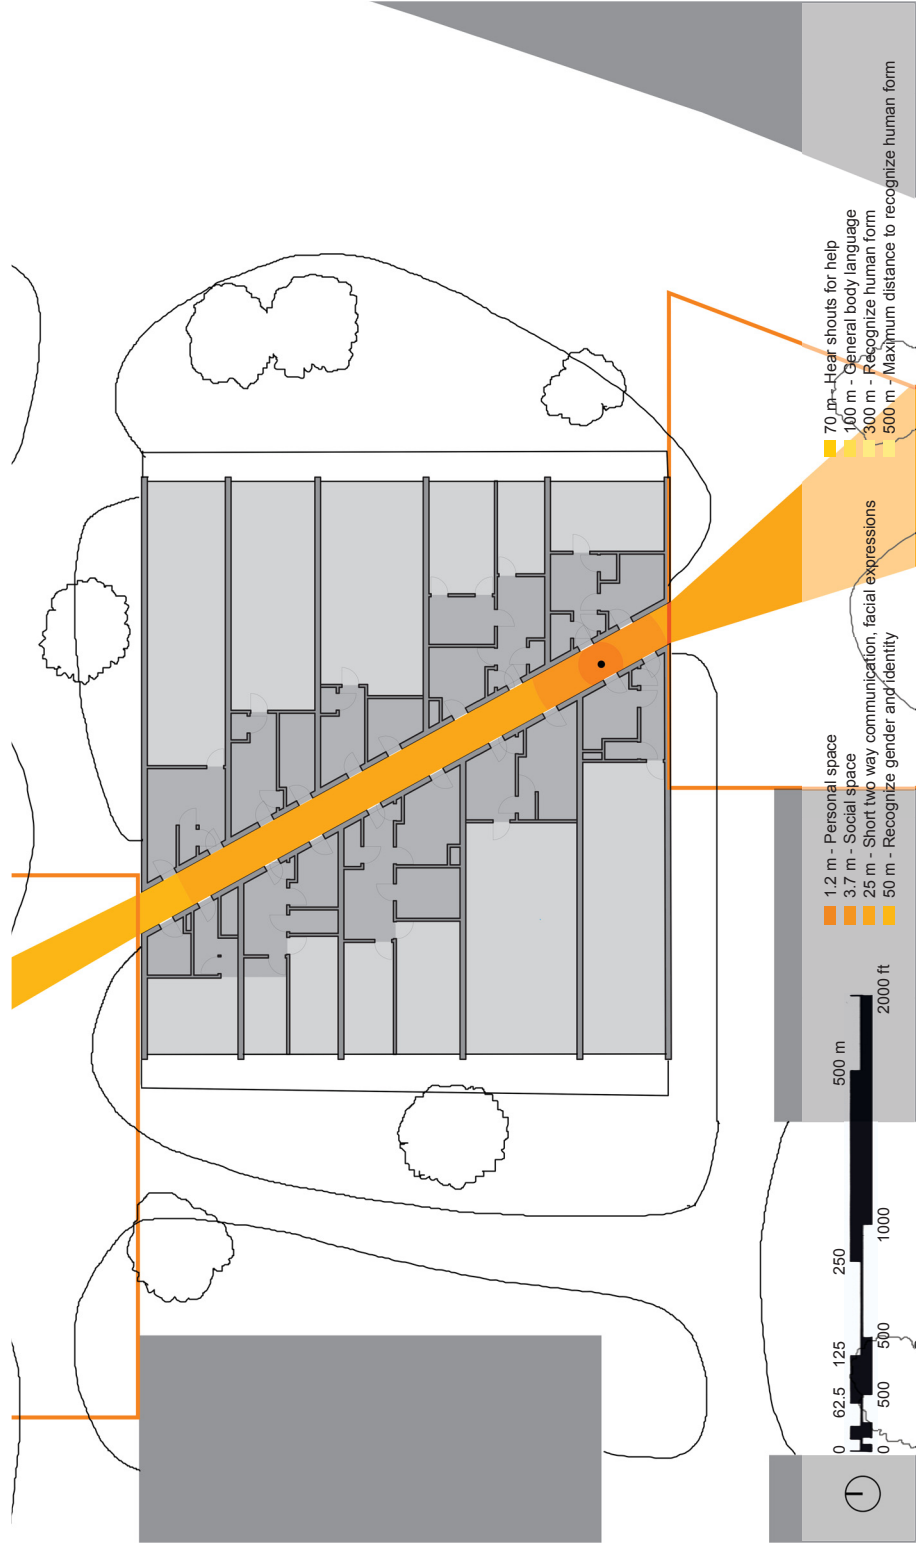 1.2 m - Personal space
3.7 m - Social space
25 m - Short two way communication, facial expressions
50 m - Recognize gender and identity
70 m - Hear shouts for help
100 m - General body language
300 m - Recognize human form
500 m - Maximum distance to recognize human form
0 62.5 125 250 500 m
0 500 500 1000 2000 ft